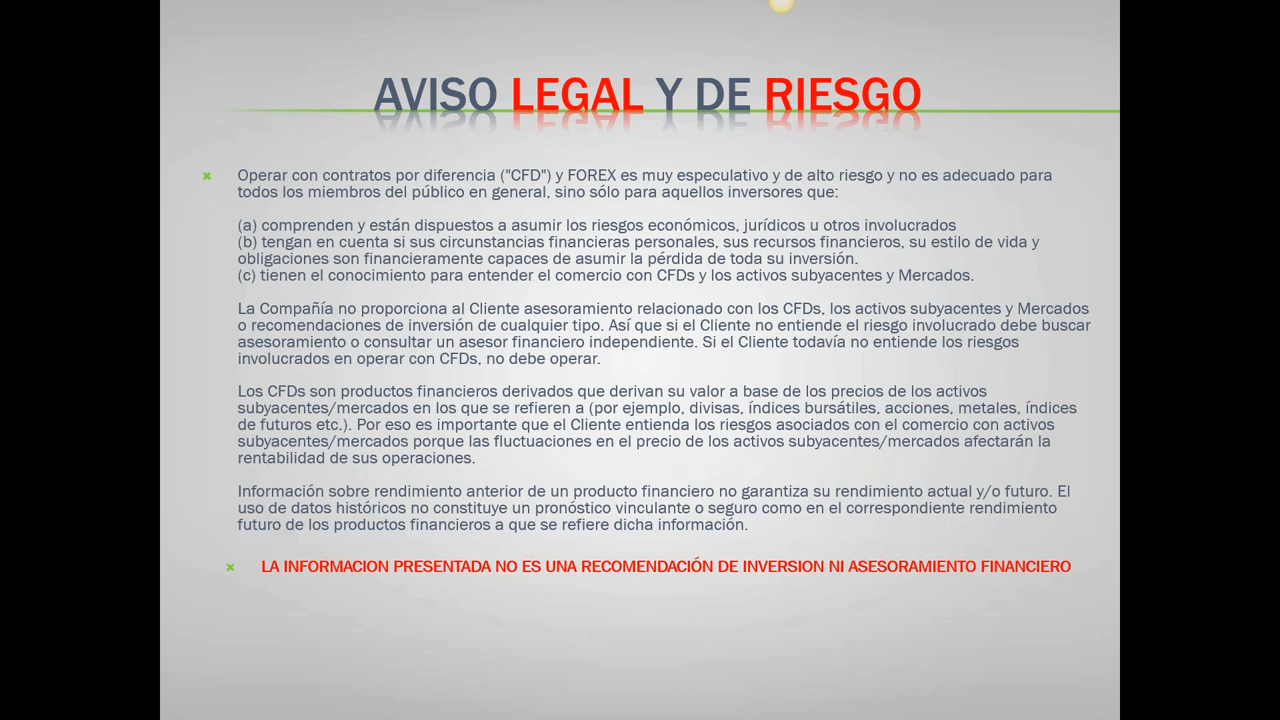 AVISO LEGAL Y DE RIESGO
Operar con contratos por diferencia ("CFD") y FOREX es muy especulativo y de alto riesgo y no es adecuado para
todos los miembros del público en general, sino sólo para aquellos inversores que:
(a) comprenden y están dispuestos a asumir los riesgos económicos, jurídicos u otros involucrados
(b) tengan en cuenta si sus circunstancias financieras personales, sus recursos financieros, su estilo de vida y
obligaciones son financieramente capaces de asumir la pérdida de toda su inversión.
(c) tienen el conocimiento para entender el comercio con CFDs y los activos subyacentes y Mercados.
La Compañía no proporciona al Cliente asesoramiento relacionado con los CFDs, los activos subyacentes y Mercados
o recomendaciones de inversión de cualquier tipo. Así que si el Cliente no entiende el riesgo involucrado debe buscar
asesoramiento o consultar un asesor financiero independiente. Si el Cliente todavía no entiende los riesgos
involucrados en operar con CFDs, no debe operar.
Los CFDs son productos financieros derivados que derivan su valor a base de los precios de los activos
subyacentes/mercados en los que se refieren a (por ejemplo, divisas, índices bursátiles, acciones, metales, índices
de futuros etc.). Por eso es importante que el Cliente entienda los riesgos asociados con el comercio con activos
subyacentes/mercados porque las fluctuaciones en el precio de los activos subyacentes/mercados afectarán la
rentabilidad de sus operaciones.
Información sobre rendimiento anterior de un producto financiero no garantiza su rendimiento actual y/o futuro. El
uso de datos históricos no constituye un pronóstico vinculante o seguro como en el correspondiente rendimiento
futuro de los productos financieros a que se refiere dicha información.
LA INFORMACION PRESENTADA NO ES UNA RECOMENDACIÓN DE INVERSION NI ASESORAMIENTO FINANCIERO